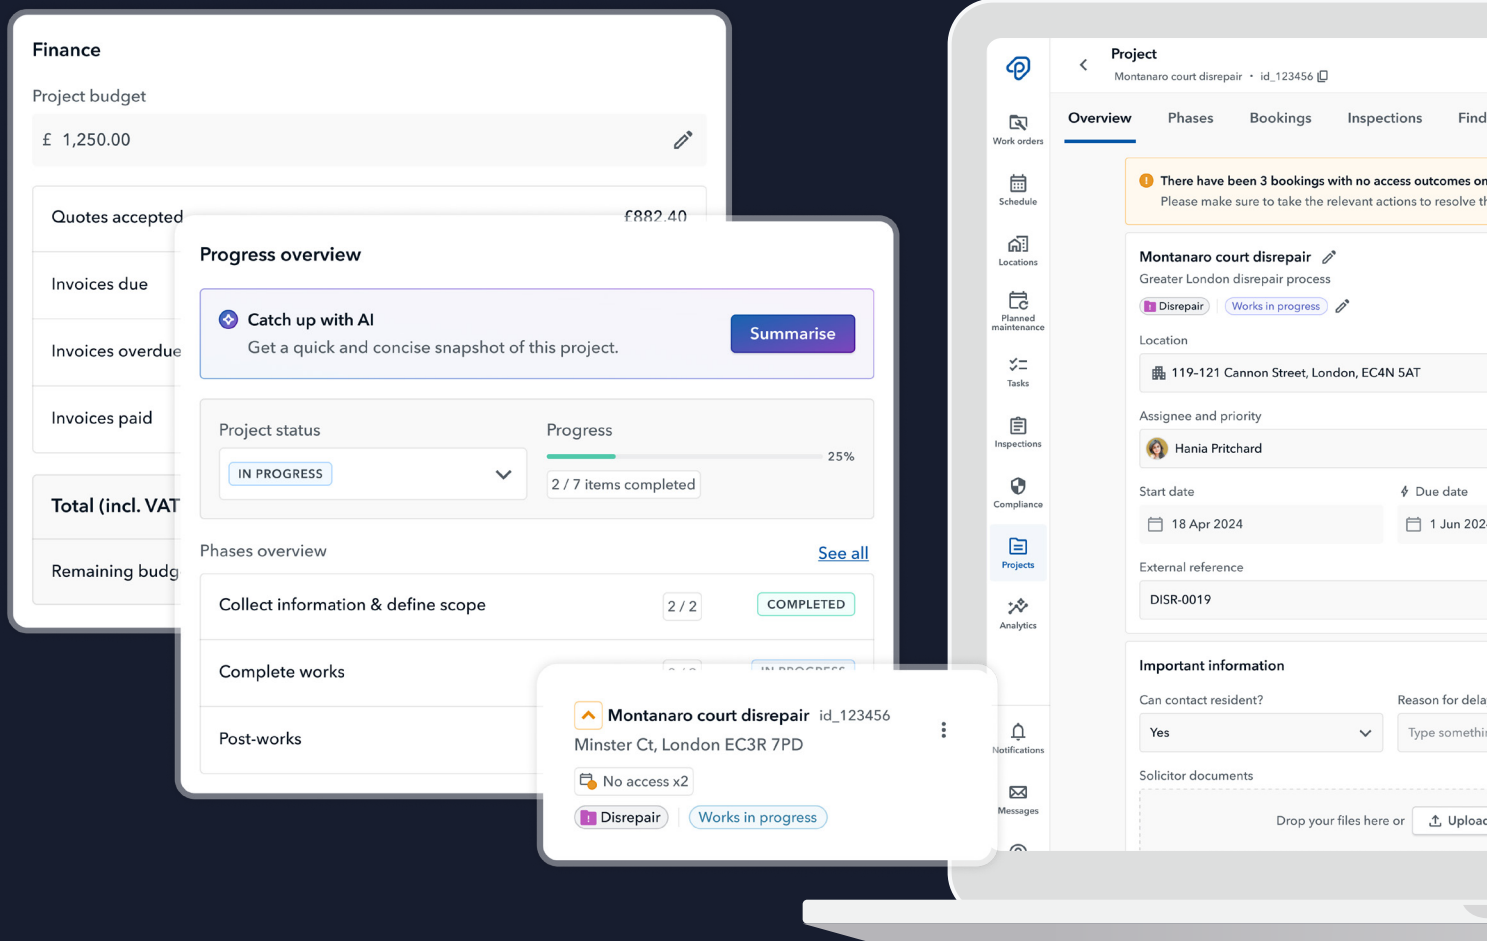 Finance
Project budget
£ 1,250.00
Quotes accepted £882.40
Invoices due
Invoices overdue
Invoices paid
Total (incl. VAT
Remaining
Progress overview
Catch up with AI
Get a quick and concise snapshot of this project.
Summarise
Project status
IN PROGRESS
Progress
25%
2 / 7 items completed
Phases overview
See all
Collect information & define scope 2 / 2 COMPLETED
Complete works IN PROGRESS
Post-works
Montanaro court disrepair id_123456
Minster Ct, London EC3R 7PD
No access x2
Disrepair
Works in progress
Work orders
Schedule
Locations
Planned
maintenance
Tasks
Inspections
Compliance
Projects
Analytics
Notifications
Messages
Project
Montanaro court disrepair • id_123456
Overview Phases Bookings Inspections
There have been 3 bookings with no access outcomes on
Please make sure to take the relevant actions to resolve
Montanaro court disrepair
Greater London disrepair process
Disrepair
Works in progress
Location
119-121 Cannon Street, London, EC4N 5AT
Assignee and priority
Hania Pritchard
Start date Due date
18 Apr 2024 1 Jun
External reference
DISR-0019
Important information
Can contact resident? Reason for
Yes Type
Solicitor documents
Drop your files here or Upload